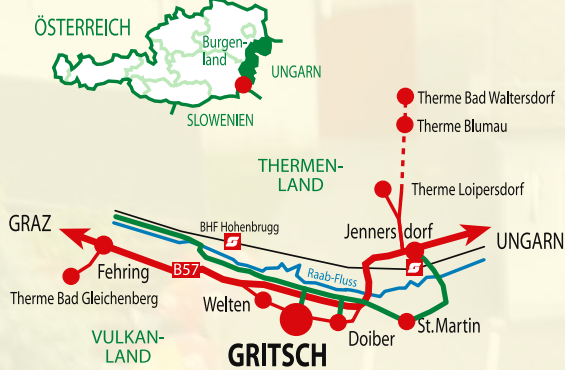 ÖSTERREICH
Burgen-
land
UNGARN
SLOWENIEN
Therme Bad Waltersdorf
Therme Blumau
THERMEN-
LAND
Therme Loipersdorf
GRAZ
BHF Hohenbrugg
Jennersdorf
UNGARN
Fehring
B57
Raab-Fluss
Therme Bad Gleichenberg
Welten
St.Martin
Doiber
VULKAN-
LAND
GRITSCH